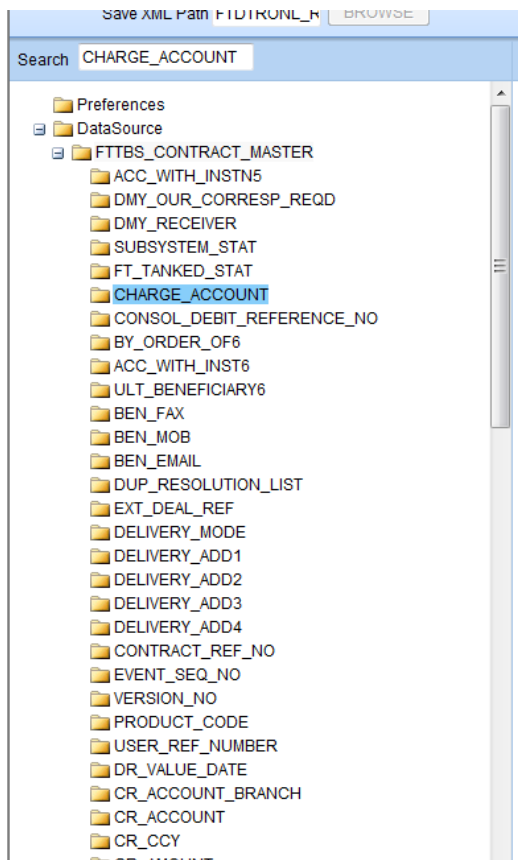 Save XML Path FTDTRONL_R BROWSE
Search CHARGE_ACCOUNT
Preferences
DataSource
FTTBS_CONTRACT_MASTER
ACC_WITH_INSTN5
DMY_OUR_CORRESP_REQD
DMY_RECEIVER
SUBSYSTEM_STAT
FT_TANKED_STAT
CHARGE_ACCOUNT
CONSOL_DEBIT_REFERENCE_NO
BY_ORDER_OF6
ACC_WITH_INST6
ULT_BENEFICIARY6
BEN_FAX
BEN_MOB
BEN_EMAIL
DUP_RESOLUTION_LIST
EXT_DEAL_REF
DELIVERY_MODE
DELIVERY_ADD1
DELIVERY_ADD2
DELIVERY_ADD3
DELIVERY_ADD4
CONTRACT_REF_NO
EVENT_SEQ_NO
VERSION_NO
PRODUCT_CODE
USER_REF_NUMBER
DR_VALUE_DATE
CR_ACCOUNT_BRANCH
CR_ACCOUNT
CR_CCY
CR_AMOUNT